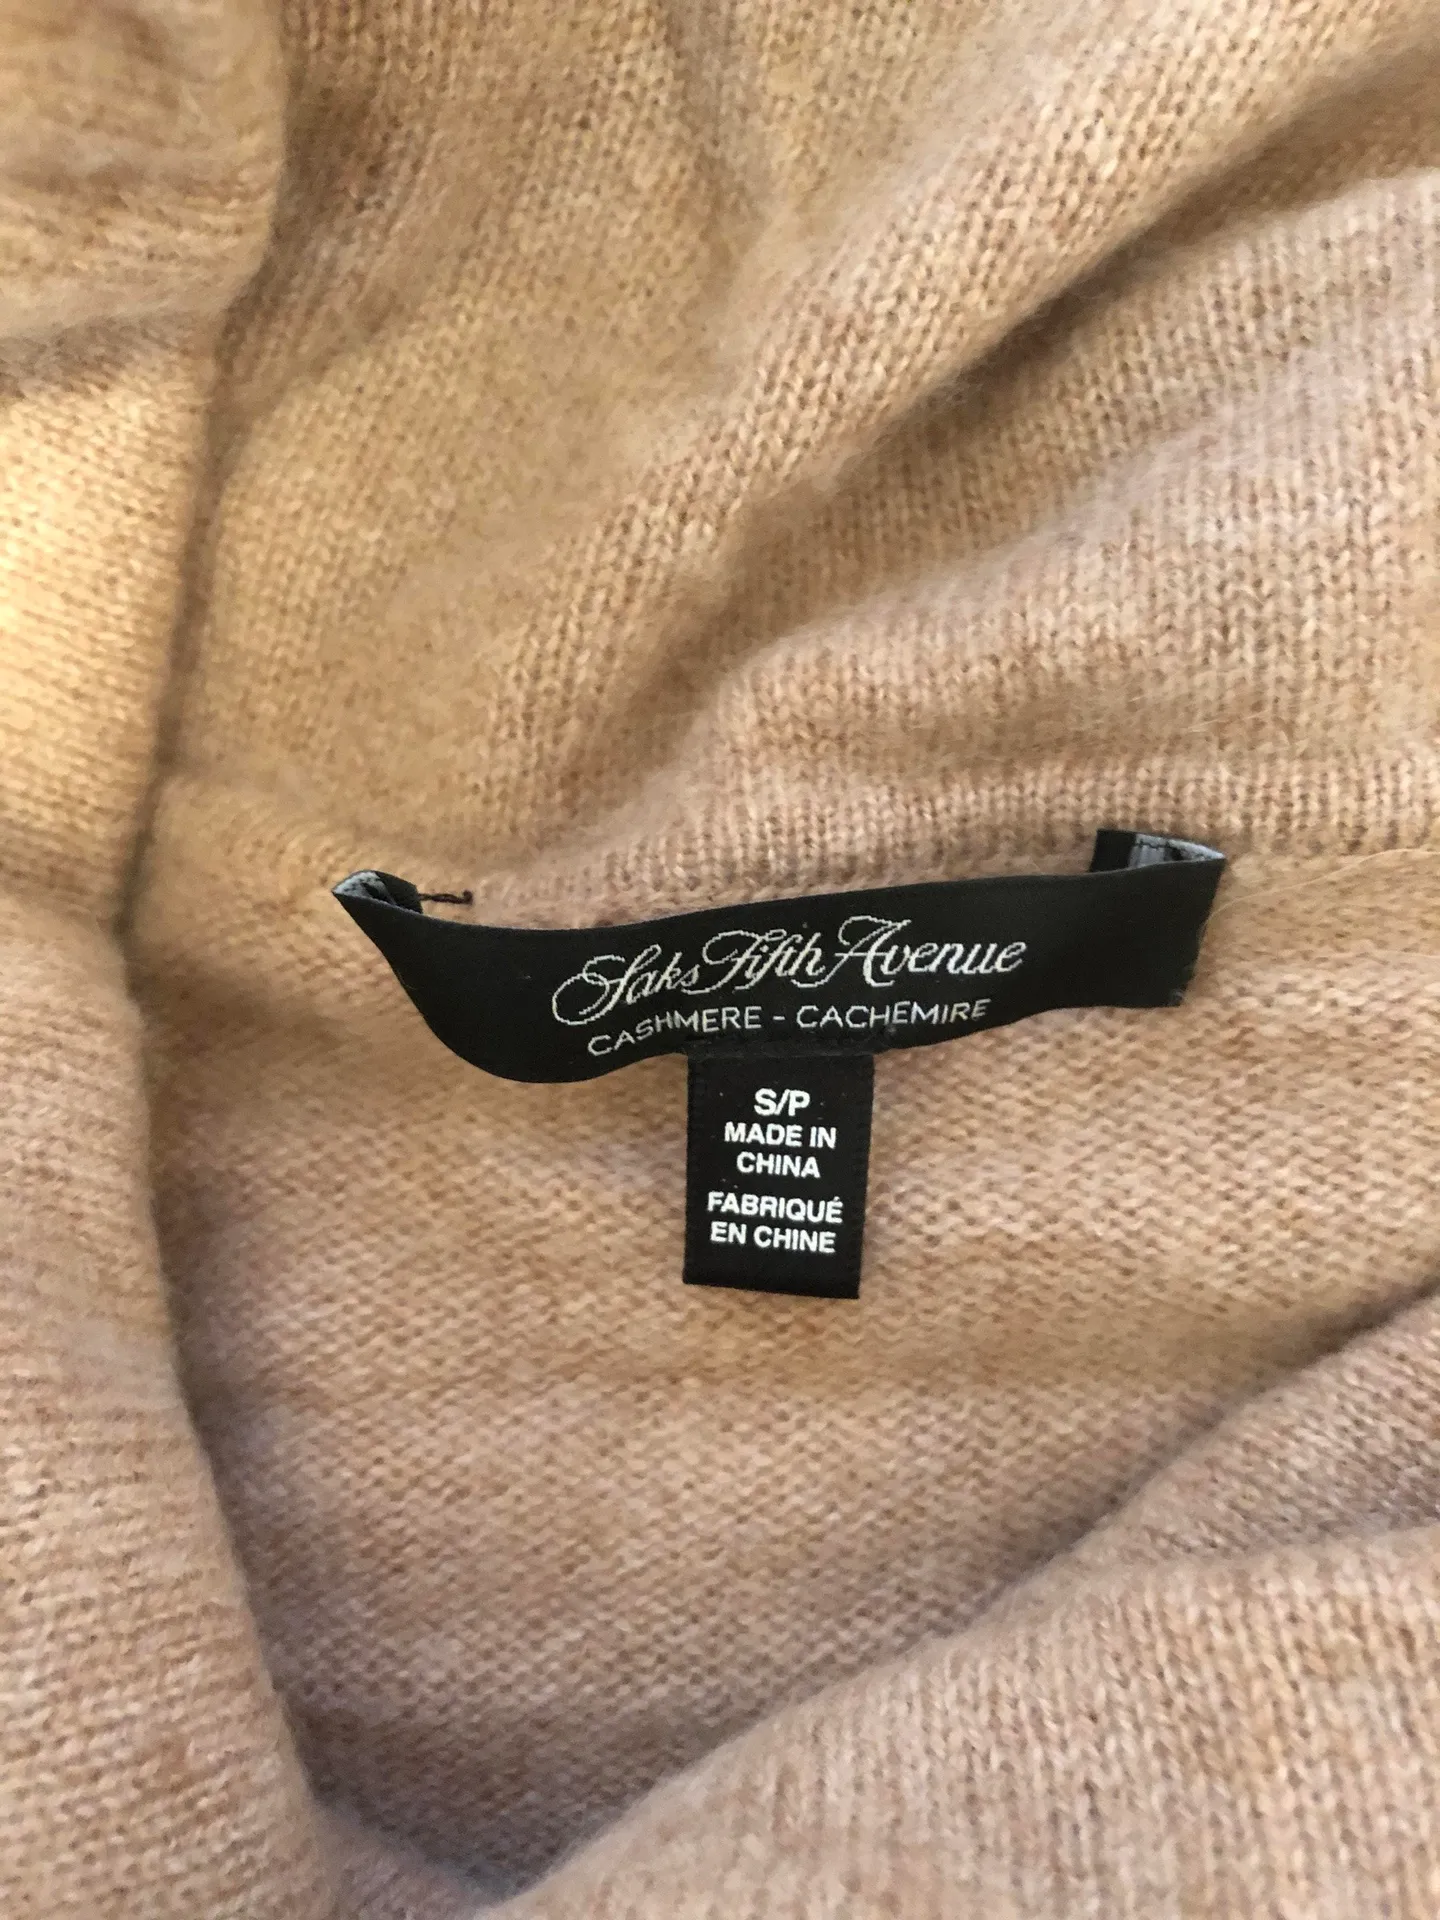 Saks Fifth Avenue
CASHMERE - CACHEMIRE
S/P
MADE IN
CHINA
FABRIQUÉ
EN CHINE